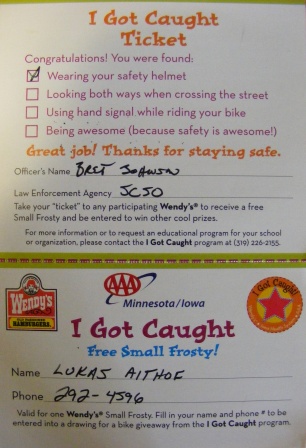 I Got Caught
Ticket
Congratulations! You were found:
Wearing your safety helmet
Looking both ways when crossing the street
Using hand signal while riding your bike
Being awesome (because safety is awesome!)
Great job! Thanks for staying safe.
Officer's Name BRET
Law Enforcement Agency JCSO
Take your "ticket" to any participating Wendy's® to receive a free
Small Frosty and be entered to win other cool prizes.
For more information or to request an educational program for your school
or organization, please contact the I Got Caught program at (319) 226-2155.
WENDY'S
OLD FASHIONED
HAMBURGERS
AAA
Minnesota/Iowa
I Got Caught!
I Got Caught
Free Small Frosty!
Name LUKAS AITHOF
Phone 292-4596
Valid for one Wendy's® Small Frosty. Fill in your name and phone # to be
entered into a drawing for a bike giveaway from the I Got Caught program.